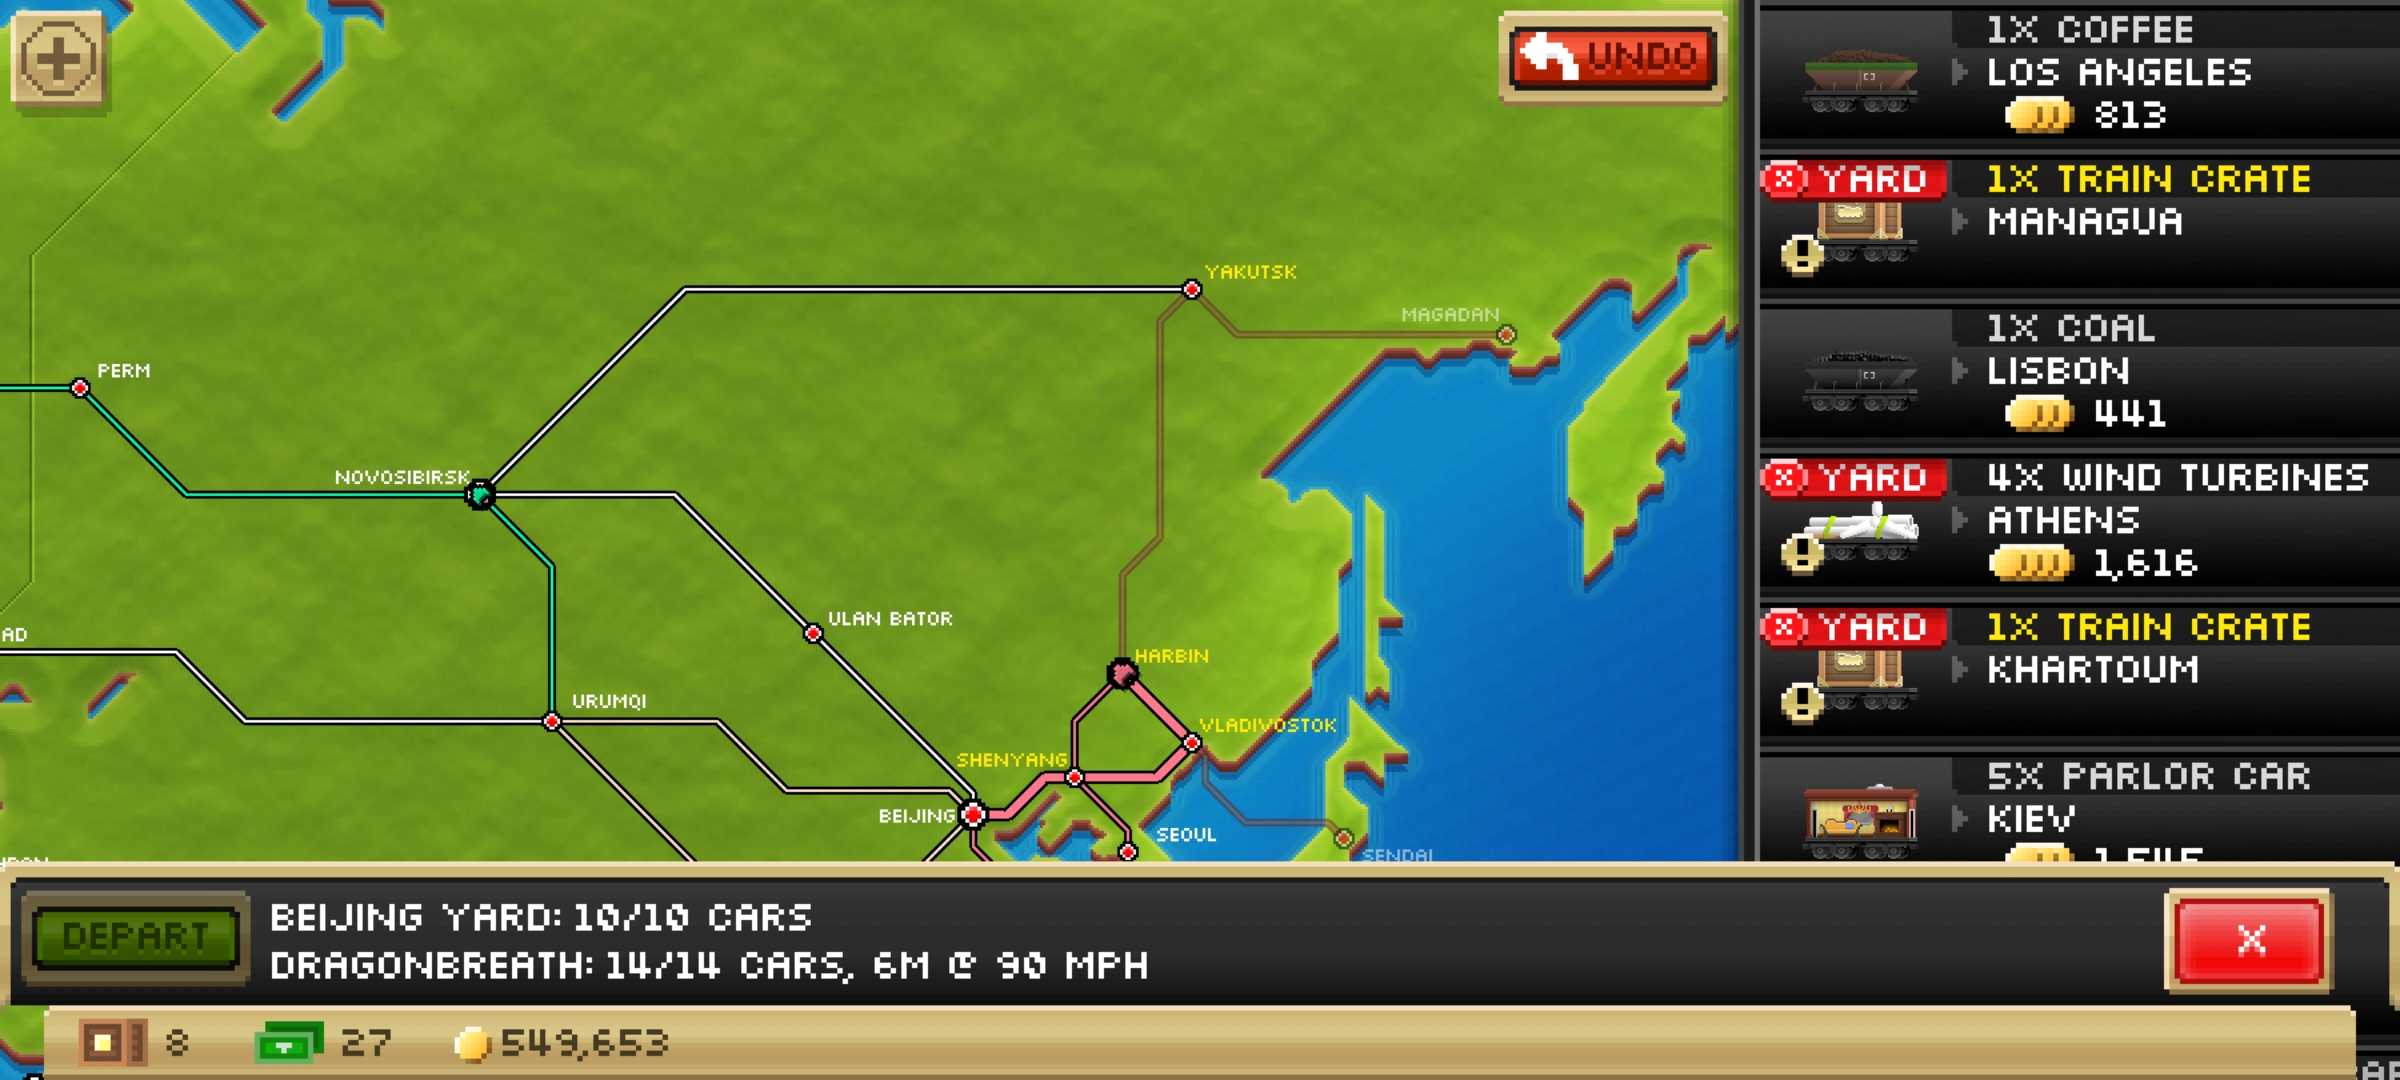 UNDO
YAKUTSK
MAGADAN
PERM
NOVOSIBIRSK
ULAN BATOR
AD
HARBIN
URUMQI
VLADIVOSTOK
SHENYANG
BEIJING
SEOUL
SENDAI
1X COFFEE
LOS ANGELES
813
YARD
1X TRAIN CRATE
MANAGUA
1X COAL
LISBON
441
YARD
4X WIND TURBINES
ATHENS
1,616
YARD
1X TRAIN CRATE
KHARTOUM
5X PARLOR CAR
KIEV
DEPART
BEIJING YARD: 10/10 CARS
DRAGONBREATH: 14/14 CARS, 6M @ 90 MPH
X
8
27
549,653